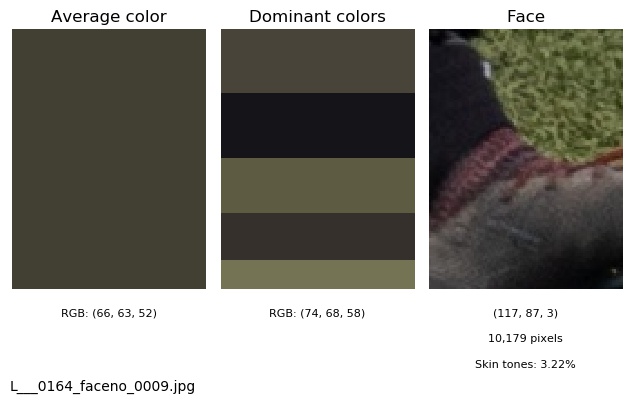 Average color
Dominant colors
Face
RGB: (66, 63, 52)
RGB: (74, 68, 58)
(117, 87, 3)
10,179 pixels
Skin tones: 3.22%
L___0164_faceno_0009.jpg